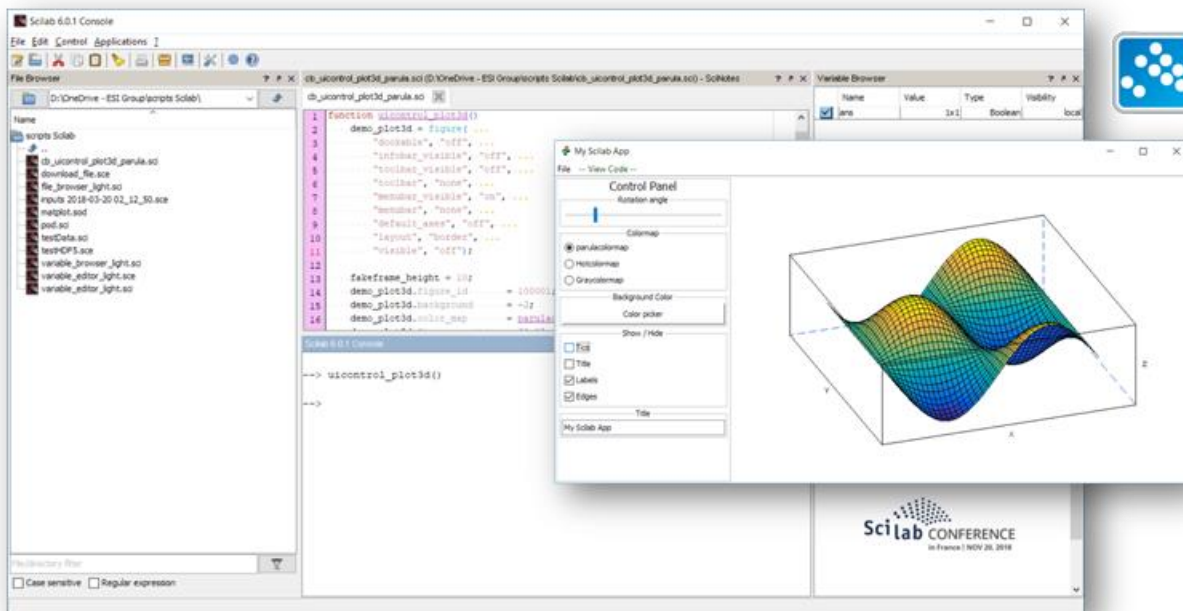 Scilab 6.0.1 Console
File Edit Control Applications ?
File Browser
D:\OneDrive - ESI Group\scripts Scilab\
Name
scripts Scilab
..
cb_uicontrol_plot3d_parula.sci
download_file.sce
file_browser_light.sci
inputs 2018-03-20 02_12_50.sce
matplot.sod
pod.sci
testData.sci
testHDF5.sce
variable_browser_light.sci
variable_editor_light.sce
variable_editor_light.sci
File/directory filter
Case sensitive Regular expression
cb_uicontrol_plot3d_parula.sci (D:\OneDrive - ESI Group\scripts Scilab\cb_uicontrol_plot3d_parula.sci) - SciNotes
cb_uicontrol_plot3d_parula.sci
1 function uicontrol_plot3d()
2 demo_plot3d = figure( ...
3 "dockable", "off", ...
4 "infobar_visible", "off", ...
5 "toolbar_visible", "off", ...
6 "toolbar", "none", ...
7 "menubar_visible", "on", ...
8 "menubar", "none", ...
9 "default_axes", "off", ...
10 "layout", "border", ...
11 "visible", "off");
12
13 fakeframe_height = 10;
14 demo_plot3d.figure_id = 100001;
15 demo_plot3d.background = -2;
16 demo_plot3d.color_map = parula
Scilab 6.0.1 Console
--> uicontrol_plot3d()
-->
Variable Browser
Name Value Type Visibility
ans 1x1 Boolean local
My Scilab App
File -- View Code --
Control Panel
Rotation angle
Colormap
parulacolormap
Hotcolormap
Graycolormap
Background Color
Color picker
Show / Hide
Tics
Title
Labels
Edges
Title
My Scilab App
Z
Y
X
Scilab CONFERENCE
in France | NOV 20, 2018